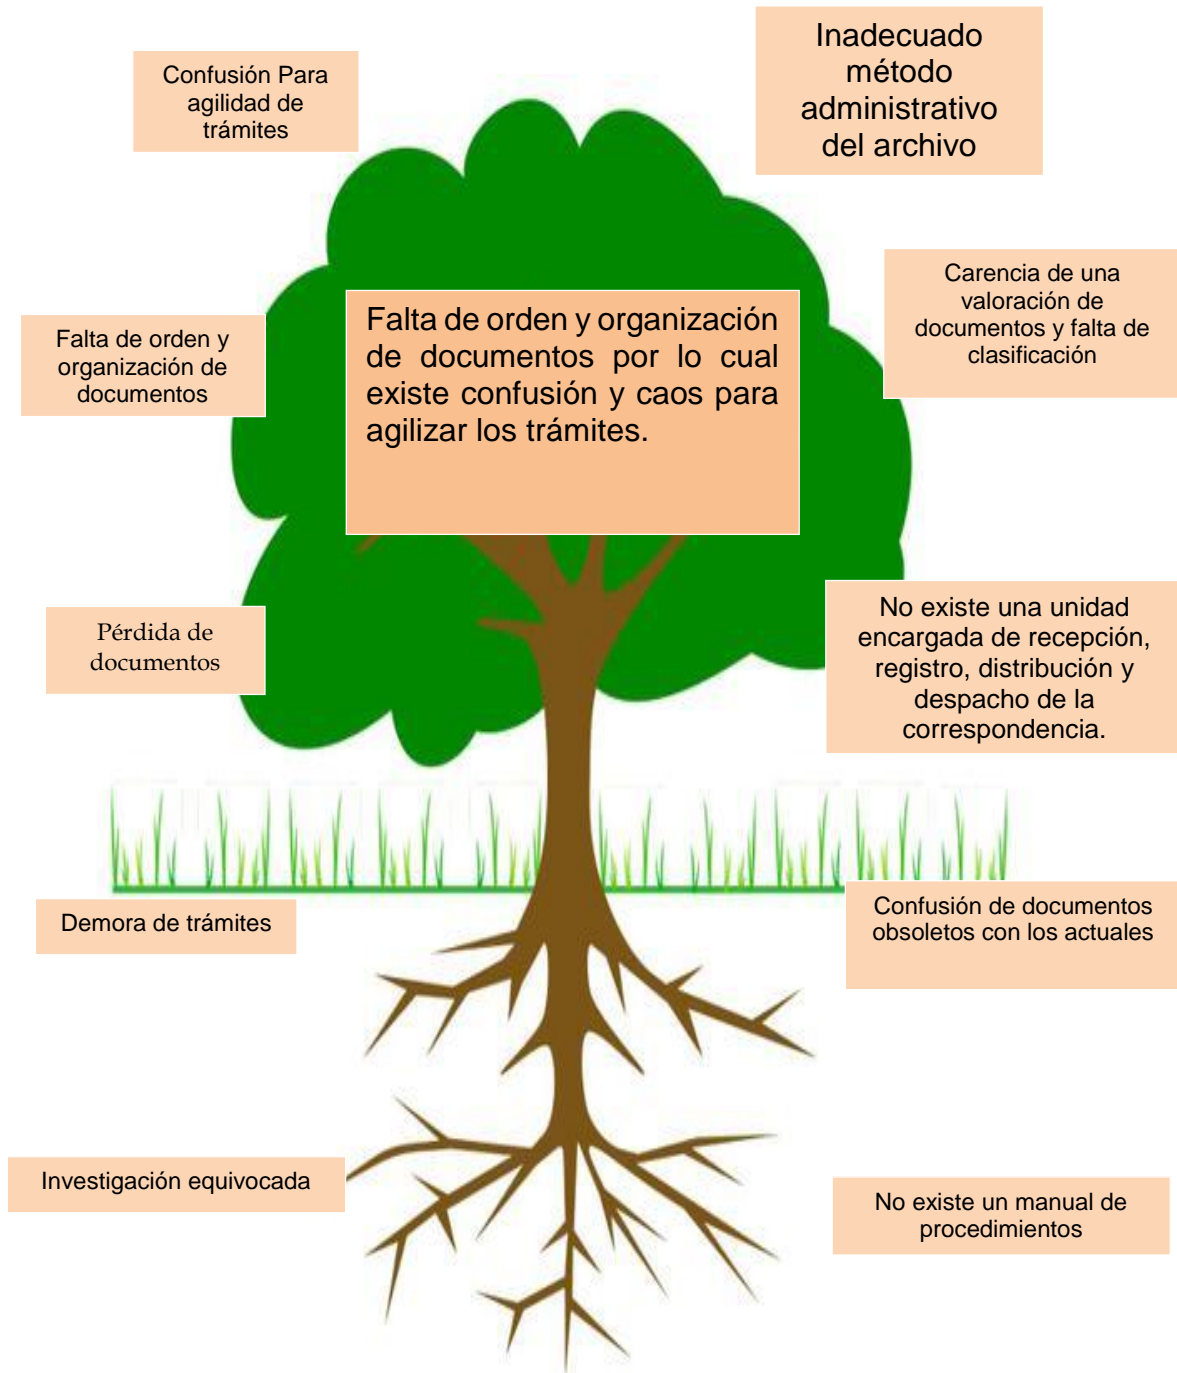 Confusión Para
agilidad de
trámites
Inadecuado
método
administrativo
del archivo
Carencia de una
valoración de
documentos y falta de
clasificación
Falta de orden y
organización de
documentos
Falta de orden y organización
de documentos por lo cual
existe confusión y caos para
agilizar los trámites.
Pérdida de
documentos
No existe una unidad
encargada de recepción,
registro, distribución y
despacho de la
correspondencia.
Demora de trámites
Confusión de documentos
obsoletos con los actuales
Investigación equivocada
No existe un manual de
procedimientos